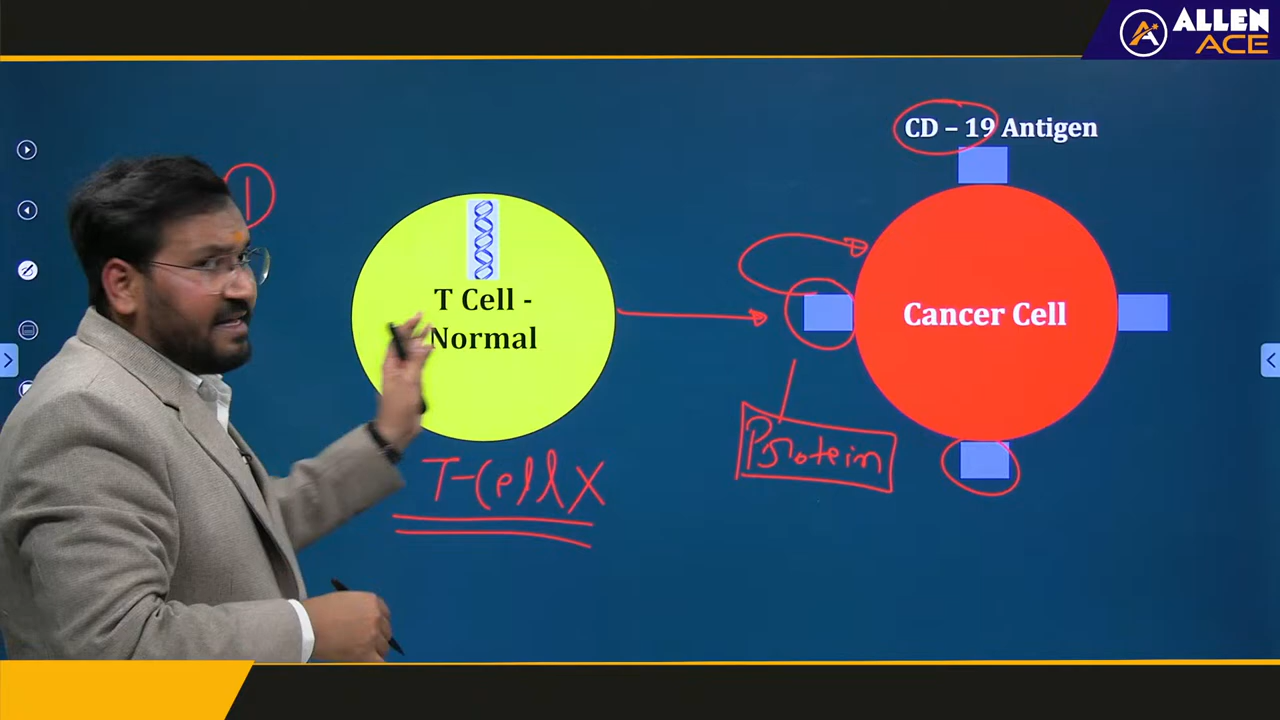 ALLEN
ACE
CD – 19 Antigen
1
T Cell -
Normal
Cancer Cell
Protein
T-Cell X